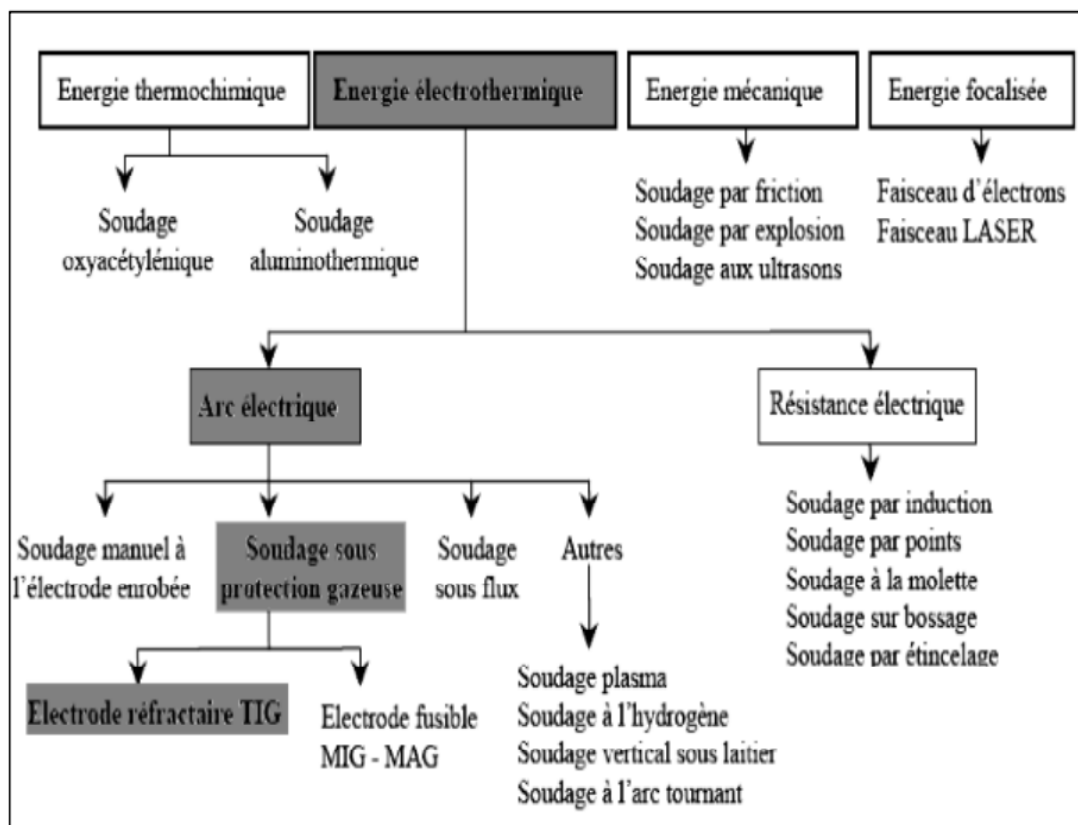 Energie thermochimique
Energie électrothermique
Energie mécanique
Energie focalisée
Soudage
oxyacétylénique
Soudage
aluminothermique
Soudage par friction
Soudage par explosion
Soudage aux ultrasons
Faisceau d'électrons
Faisceau LASER
Arc électrique
Résistance électrique
Soudage manuel à
l'électrode enrobée
Soudage sous
protection gazeuse
Soudage
sous flux
Autres
Soudage par induction
Soudage par points
Soudage à la molette
Soudage sur bossage
Soudage par étincelage
Electrode réfractaire TIG
Electrode fusible
MIG - MAG
Soudage plasma
Soudage à l'hydrogène
Soudage vertical sous laitier
Soudage à l'arc tournant